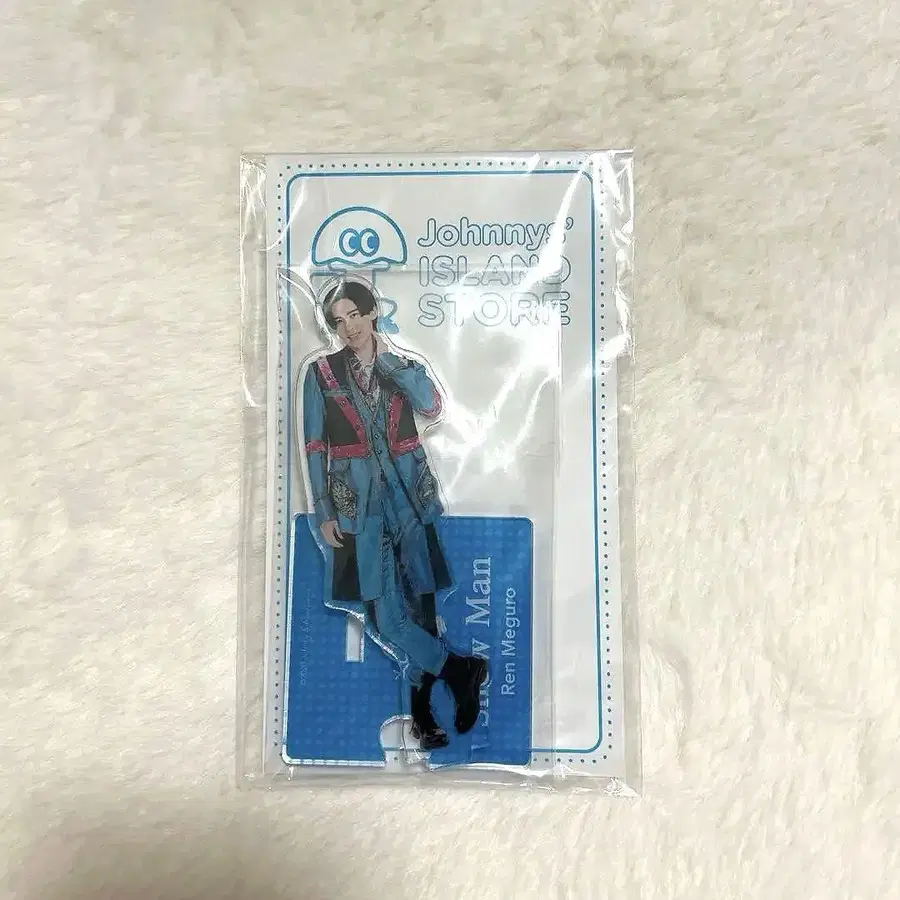 Johnnys'
ISLAND
STORE
Snow Man
Ren Meguro